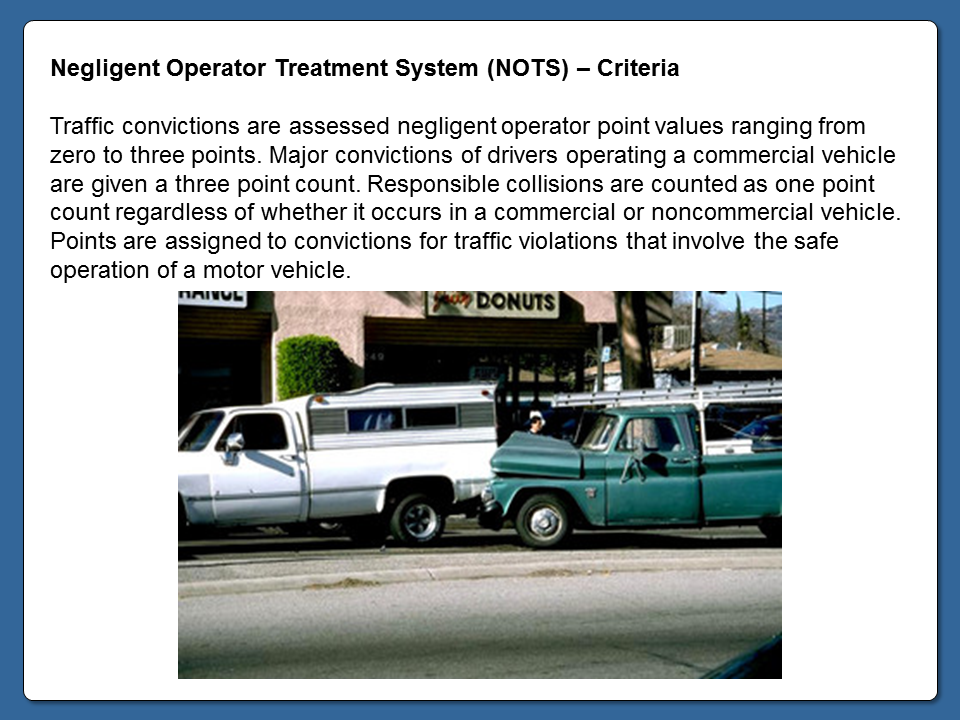 Negligent Operator Treatment System (NOTS) – Criteria
Traffic convictions are assessed negligent operator point values ranging from
zero to three points. Major convictions of drivers operating a commercial vehicle
are given a three point count. Responsible collisions are counted as one point
count regardless of whether it occurs in a commercial or noncommercial vehicle.
Points are assigned to convictions for traffic violations that involve the safe
operation of a motor vehicle.
RANCE
DONUTS
249